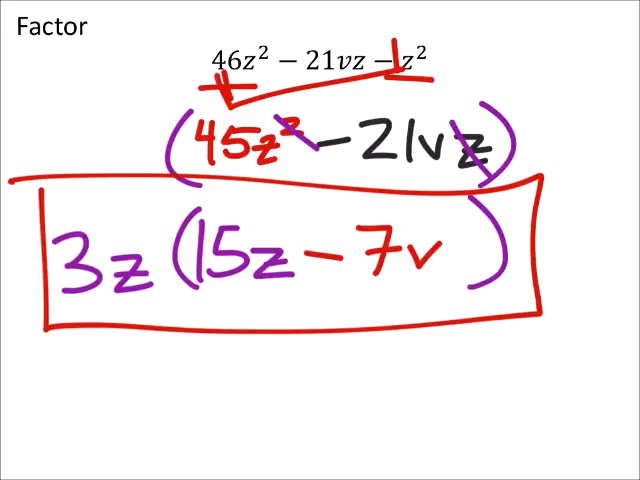 Factor
46z² − 21vz − z²
(45z² − 21vz)
3z (15z − 7v)